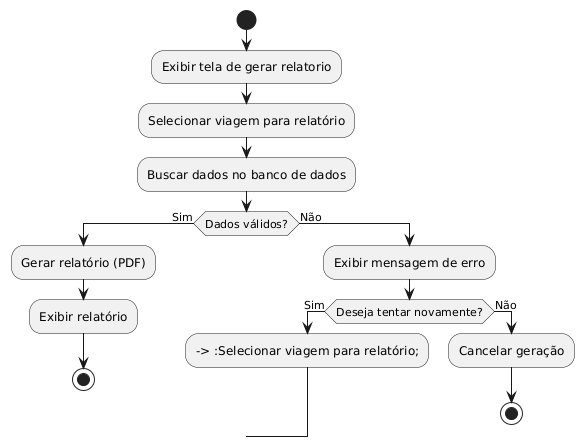 Exibir tela de gerar relatorio
Selecionar viagem para relatório
Buscar dados no banco de dados
Sim
Dados válidos?
Não
Gerar relatório (PDF)
Exibir relatório
Exibir mensagem de erro
Sim
Deseja tentar novamente?
Não
-> :Selecionar viagem para relatório;
Cancelar geração